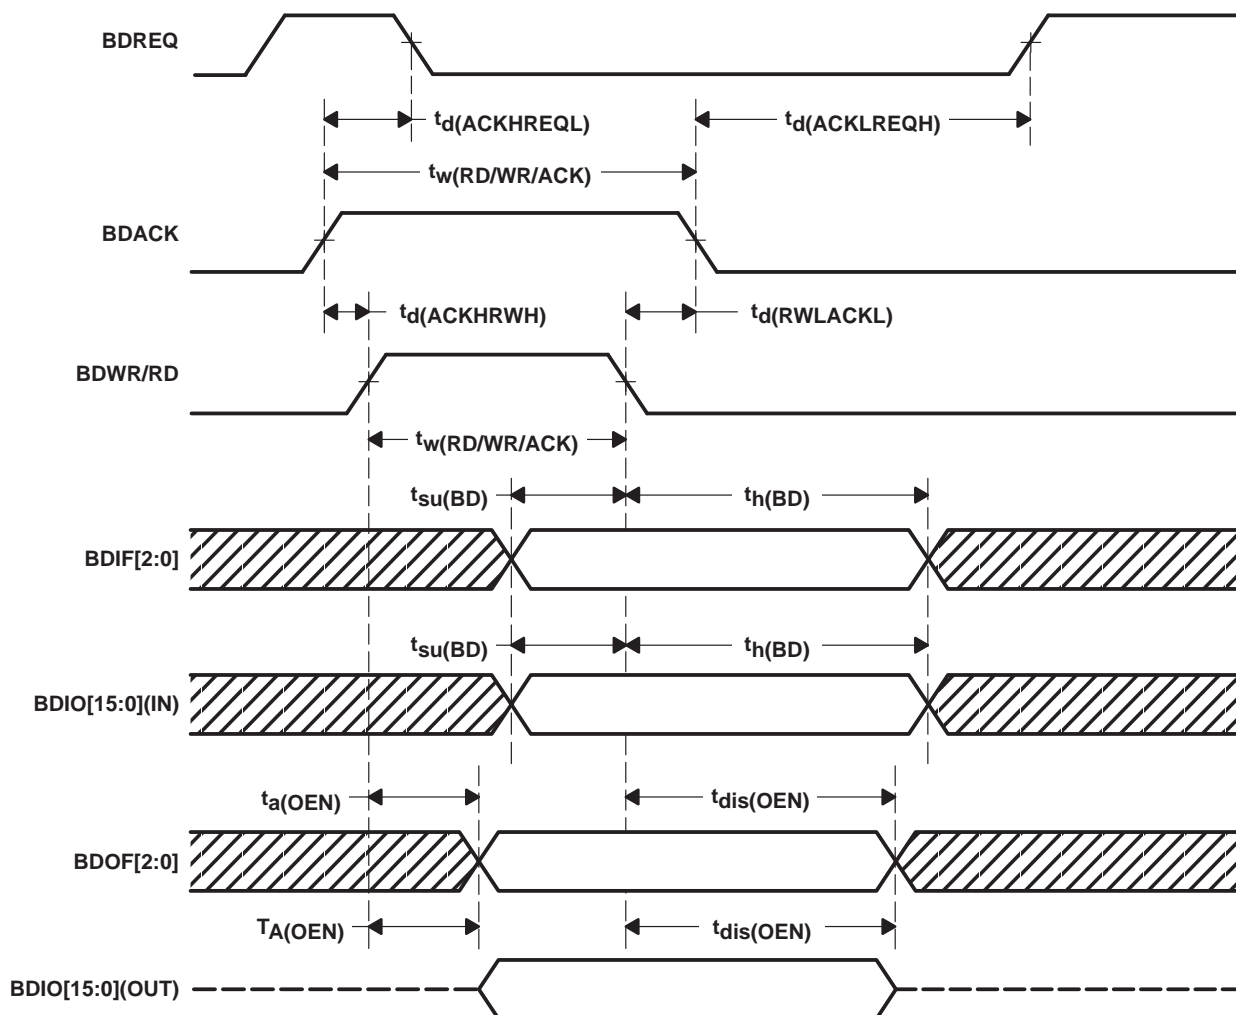 BDREQ
td(ACKHREQL) td(ACKLREQH)
tw(RD/WR/ACK)
BDACK
td(ACKHRWH) td(RWLACKL)
BDWR/RD
tw(RD/WR/ACK)
tsu(BD) th(BD)
BDIF[2:0]
tsu(BD) th(BD)
BDIO[15:0](IN)
ta(OEN) tdis(OEN)
BDOF[2:0]
TA(OEN) tdis(OEN)
BDIO[15:0](OUT)